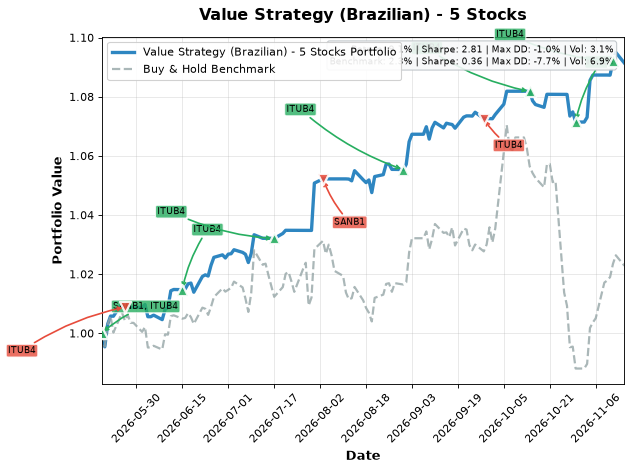 Value Strategy (Brazilian) - 5 Stocks
ITUB4
Value Strategy (Brazilian) - 5 Stocks Portfolio
Buy & Hold Benchmark
% | Sharpe: 2.81 | Max DD: -1.0% | Vol: 3.1%
Benchmark: 2. % | Sharpe: 0.36 | Max DD: -7.7% | Vol: 6.9%
1.10
1.08
1.06
1.04
1.02
1.00
Portfolio Value
ITUB4
ITUB4
SANB1
ITUB4
ITUB4
ITUB4
ITUB4
2026-05-30
2026-06-15
2026-07-01
2026-07-17
2026-08-02
2026-08-18
2026-09-03
2026-09-19
2026-10-05
2026-10-21
2026-11-06
Date